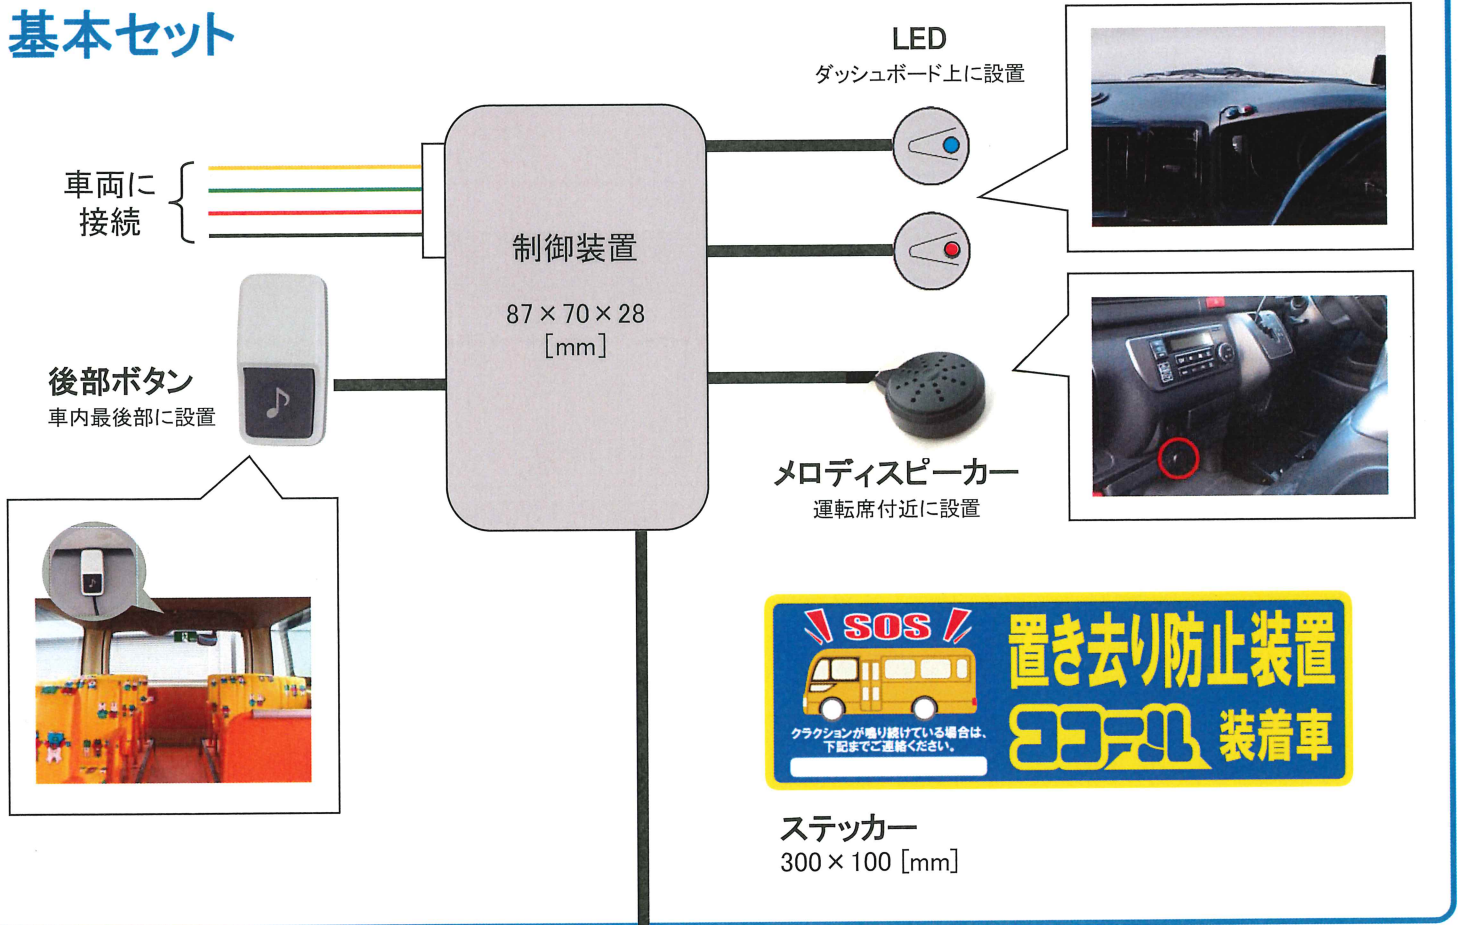 基本セット
LED
ダッシュボード上に設置
車両に
接続
制御装置
87×70×28
[mm]
後部ボタン
車内最後部に設置
メロディスピーカー
運転席付近に設置
SOS
クラクションが鳴り続けている場合は、
下記までご連絡ください。
置き去り防止装置
ココテール 装着車
ステッカー
300×100 [mm]